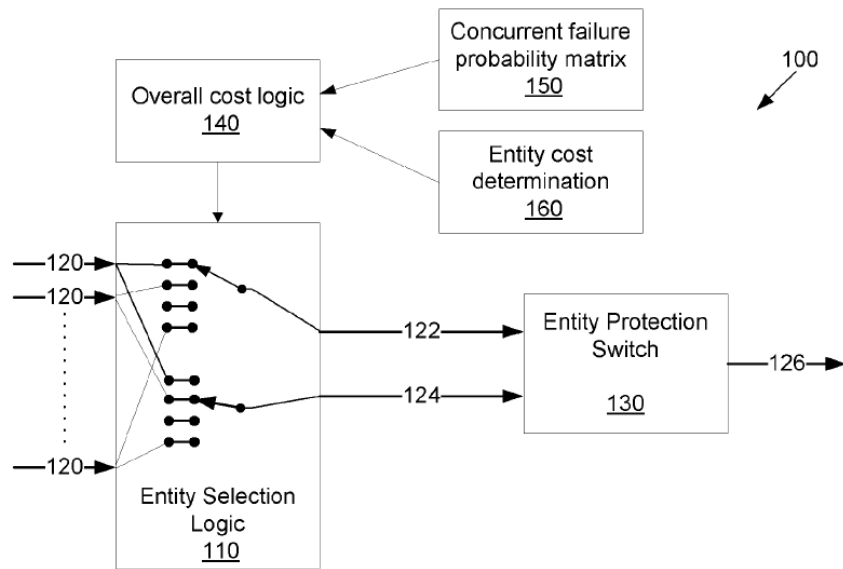 Concurrent failure
probability matrix
150
100
Overall cost logic
140
Entity cost
determination
160
120
120
122
Entity Protection
Switch
130
126
124
120
Entity Selection
Logic
110